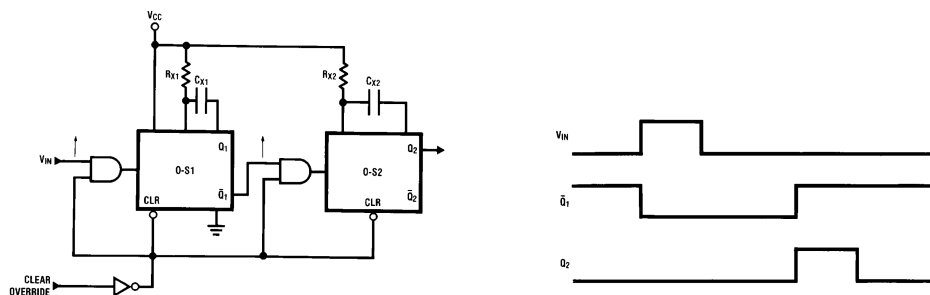 VCC
RX1
CX1
RX2
CX2
VIN
Q1
O-S1
Q̄1
CLR
Q2
O-S2
Q̄2
CLR
CLEAR
OVERRIDE
VIN
Q̄1
Q2